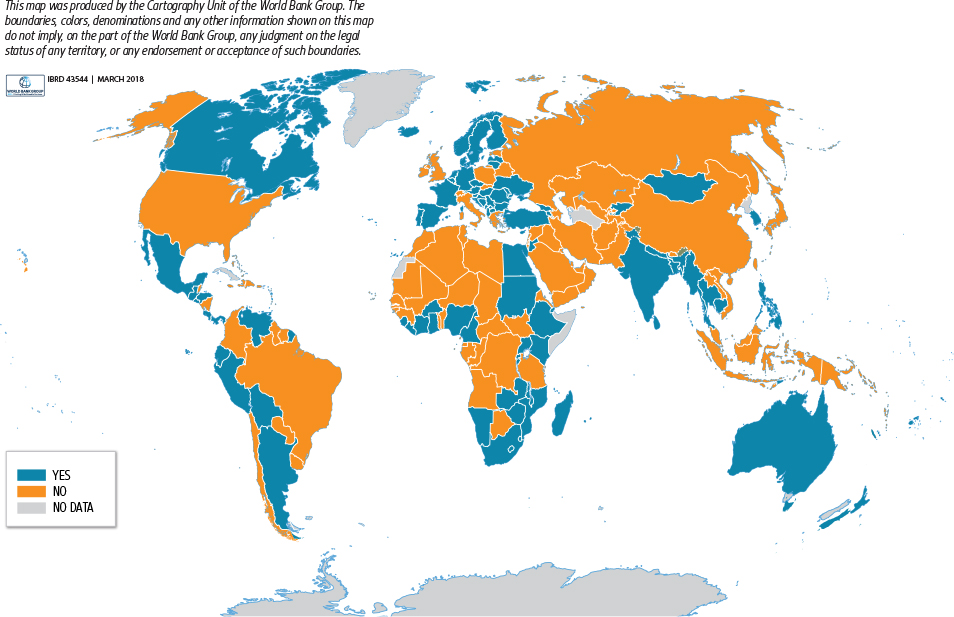 This map was produced by the Cartography Unit of the World Bank Group. The
boundaries, colors, denominations and any other information shown on this map
do not imply, on the part of the World Bank Group, any judgment on the legal
status of any territory, or any endorsement or acceptance of such boundaries.
IBRD 43544 | MARCH 2018
WORLD BANK GROUP
YES
NO
NO DATA